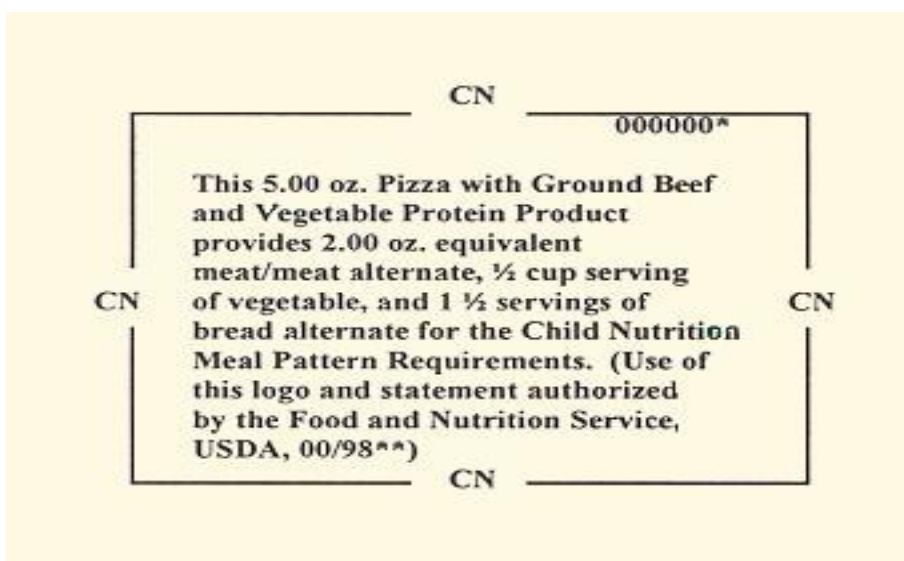 CN
000000*
This 5.00 oz. Pizza with Ground Beef
and Vegetable Protein Product
provides 2.00 oz. equivalent
meat/meat alternate, ½ cup serving
CN of vegetable, and 1 ½ servings of CN
bread alternate for the Child Nutrition
Meal Pattern Requirements. (Use of
this logo and statement authorized
by the Food and Nutrition Service,
USDA, 00/98**)
CN